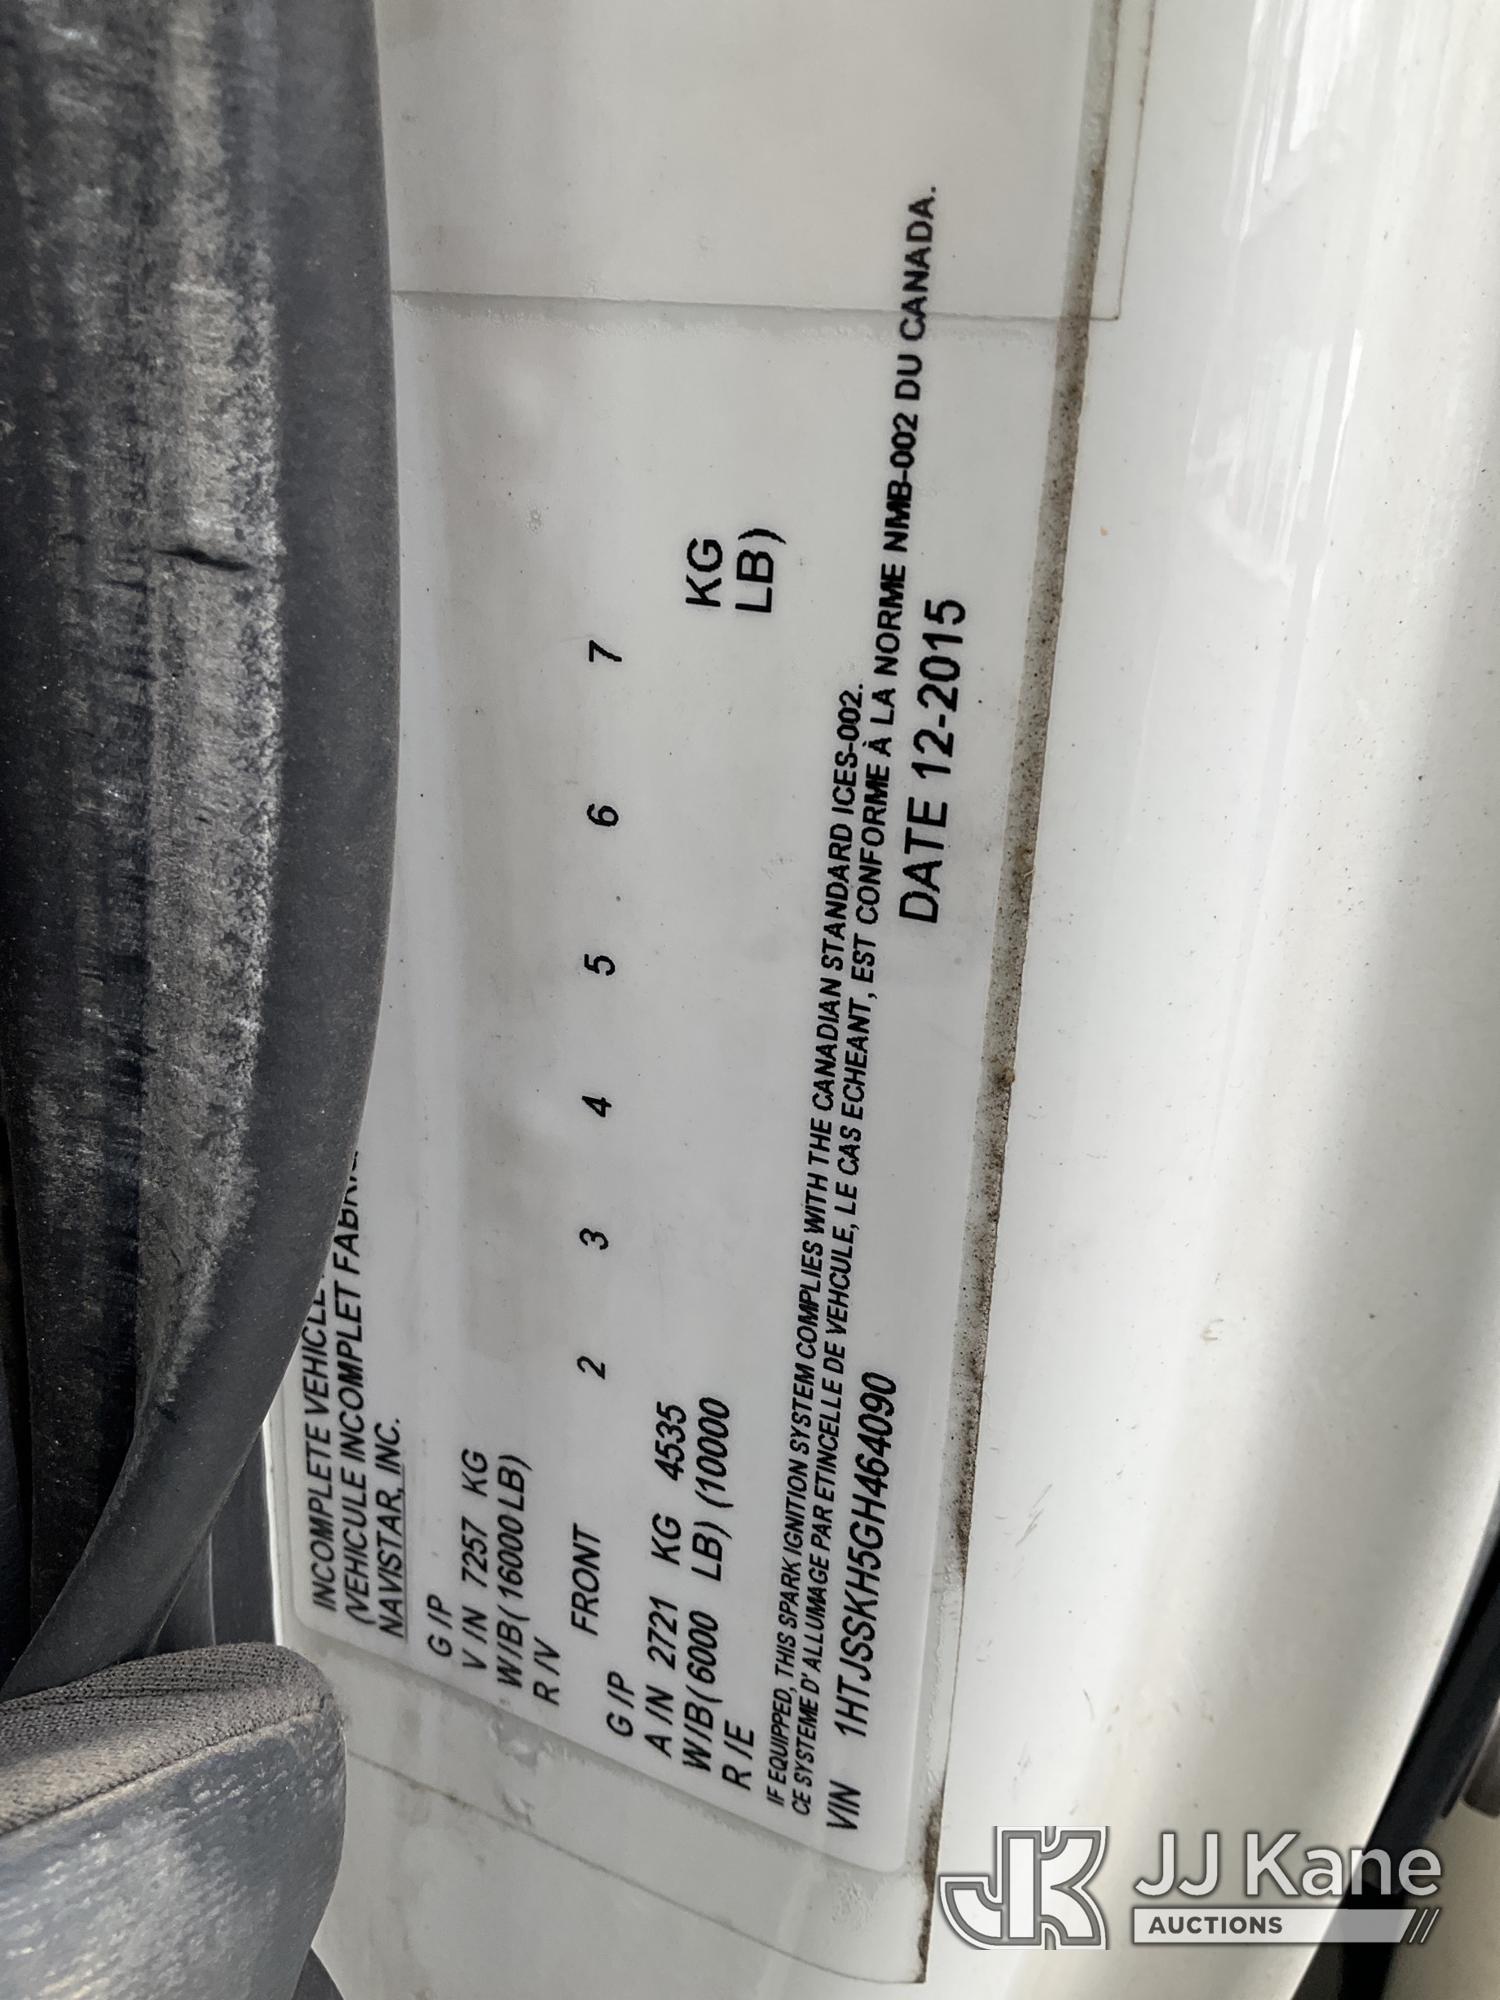 INCOMPLETE VEHICLE
(VEHICULE INCOMPLET
NAVISTAR, INC.
G /P
V IN 7257 KG
W/B( 16000 LB)
R /V
FRONT 2 3 4 5 6 7
G /P
A IN 2721 KG 4535 KG
W/B( 6000 LB) (10000 LB)
R /E
IF EQUIPPED, THIS SPARK IGNITION SYSTEM COMPLIES WITH THE CANADIAN STANDARD ICES-002.
CE SYSTEME D' ALLUMAGE PAR ETINCELLE DE VEHCULE, LE CAS ECHEANT, EST CONFORME À LA NORME NMB-002 DU CANADA.
VIN 1HTJSSKH5GH464090 DATE 12-2015
JK JJ Kane
AUCTIONS